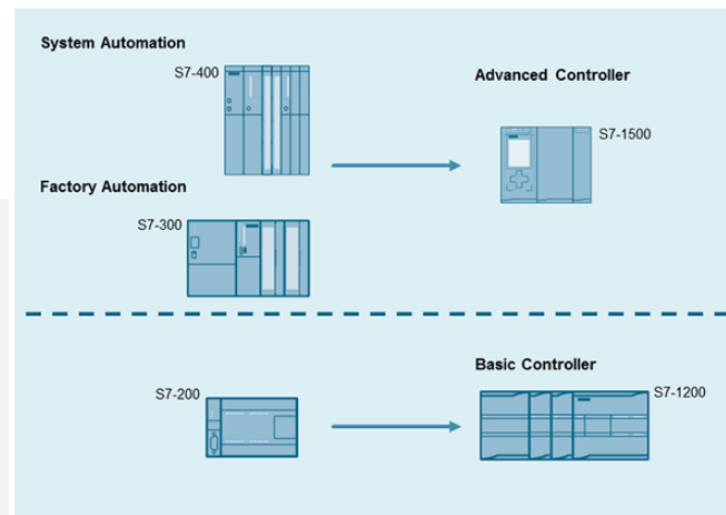 System Automation
S7-400
Advanced Controller
S7-1500
Factory Automation
S7-300
Basic Controller
S7-200
S7-1200